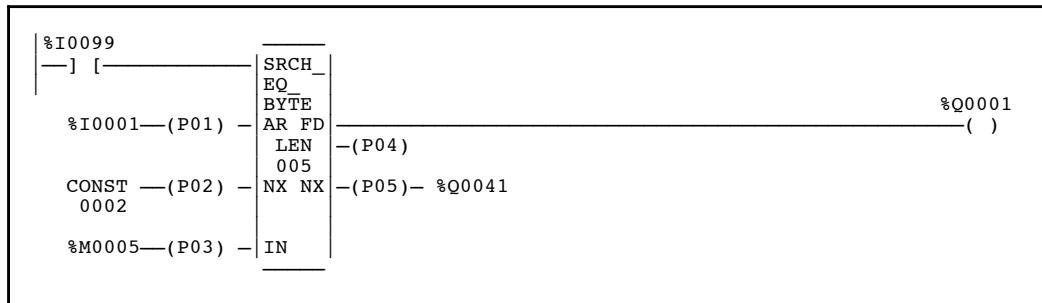 %I0099
] [ SRCH_
EQ_
BYTE %Q0001
%I0001 (P01) AR FD ( )
LEN (P04)
005
CONST (P02) NX NX (P05) %Q0041
0002
%M0005 (P03) IN